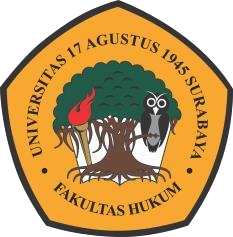 UNIVERSITAS 17 AGUSTUS 1945 SURABAYA
FAKULTAS HUKUM